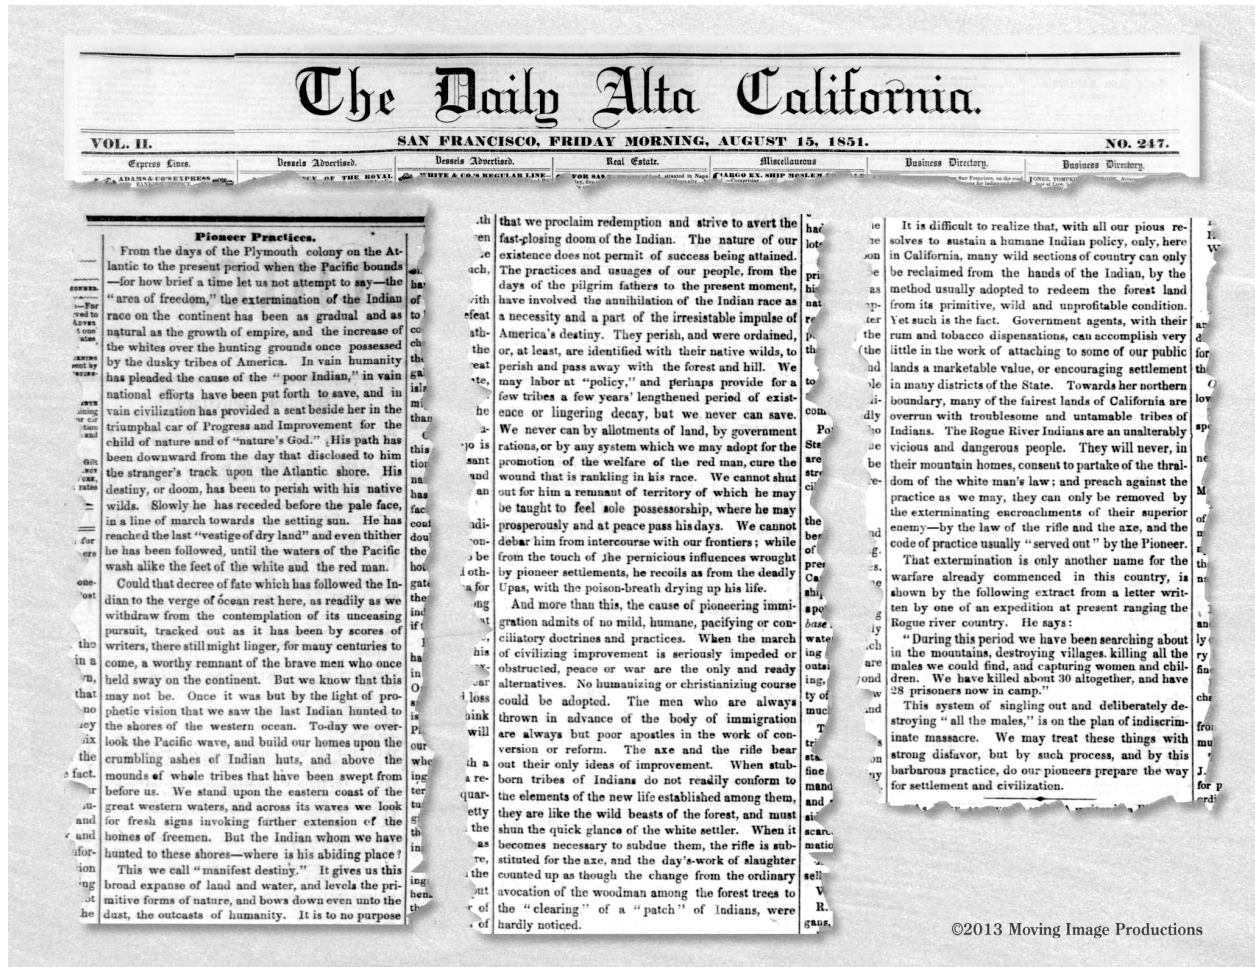 The Daily Alta California.
VOL. II.
SAN FRANCISCO, FRIDAY MORNING, AUGUST 15, 1851.
NO. 247.
Express Lines.
Vessels Advertised.
Vessels Advertised.
Real Estate.
Miscellaneous
Business Directory.
Business Directory.
ADAMS & CO'S EXPRESS
OF THE ROYAL
WHITE & CO.'S REGULAR LINE
FOR SA
situated in Napa
CARGO EX. SHIP MOSLEM
Pioneer Practices.
From the days of the Plymouth colony on the At-
lantic to the present period when the Pacific bounds
—for how brief a time let us not attempt to say—the
"area of freedom," the extermination of the Indian
race on the continent has been as gradual and as
natural as the growth of empire, and the increase of
the whites over the hunting grounds once possessed
by the dusky tribes of America. In vain humanity
has pleaded the cause of the "poor Indian," in vain
national efforts have been put forth to save, and in
vain civilization has provided a seat beside her in the
triumphal car of Progress and Improvement for the
child of nature and of "nature's God." His path has
been downward from the day that disclosed to him
the stranger's track upon the Atlantic shore. His
destiny, or doom, has been to perish with his native
wilds. Slowly he has receded before the pale face,
in a line of march towards the setting sun. He has
reached the last "vestige of dry land" and even thither
he has been followed, until the waters of the Pacific
wash alike the feet of the white and the red man.
Could that decree of fate which has followed the In-
dian to the verge of ocean rest here, as readily as we
withdraw from the contemplation of its unceasing
pursuit, tracked out as it has been by scores of
writers, there still might linger, for many centuries to
come, a worthy remnant of the brave men who once
held sway on the continent. But we know that this
may not be. Once it was but by the light of pro-
phetic vision that we saw the last Indian hunted to
the shores of the western ocean. To-day we over-
look the Pacific wave, and build our homes upon the
crumbling ashes of Indian huts, and above the
mounds of whole tribes that have been swept from
before us. We stand upon the eastern coast of the
great western waters, and across its waves we look
for fresh signs invoking further extension of the
homes of freemen. But the Indian whom we have
hunted to these shores—where is his abiding place?
This we call "manifest destiny." It gives us this
broad expanse of land and water, and levels the pri-
mitive forms of nature, and bows down even unto the
dust, the outcasts of humanity. It is to no purpose
that we proclaim redemption and strive to avert the
fast-closing doom of the Indian. The nature of our
existence does not permit of success being attained.
The practices and usuages of our people, from the
days of the pilgrim fathers to the present moment,
have involved the annihilation of the Indian race as
a necessity and a part of the irresistable impulse of
America's destiny. They perish, and were ordained,
or, at least, are identified with their native wilds, to
perish and pass away with the forest and hill. We
may labor at "policy," and perhaps provide for a
few tribes a few years' lengthened period of exist-
ence or lingering decay, but we never can save.
We never can by allotments of land, by government
rations, or by any system which we may adopt for the
promotion of the welfare of the red man, cure the
wound that is rankling in his race. We cannot shut
out for him a remnant of territory of which he may
be taught to feel sole possessorship, where he may
prosperously and at peace pass his days. We cannot
debar him from intercourse with our frontiers; while
from the touch of the pernicious influences wrought
by pioneer settlements, he recoils as from the deadly
Upas, with the poison-breath drying up his life.
And more than this, the cause of pioneering immi-
gration admits of no mild, humane, pacifying or con-
ciliatory doctrines and practices. When the march
of civilizing improvement is seriously impeded or
obstructed, peace or war are the only and ready
alternatives. No humanizing or christianizing course
could be adopted. The men who are always
thrown in advance of the body of immigration
are always but poor apostles in the work of con-
version or reform. The axe and the rifle bear
out their only ideas of improvement. When stub-
born tribes of Indians do not readily conform to
the elements of the new life established among them,
they are like the wild beasts of the forest, and must
shun the quick glance of the white settler. When it
becomes necessary to subdue them, the rifle is sub-
stituted for the axe, and the day's-work of slaughter
counted up as though the change from the ordinary
avocation of the woodman among the forest trees to
the "clearing" of a "patch" of Indians, were
hardly noticed.
It is difficult to realize that, with all our pious re-
solves to sustain a humane Indian policy, only, here
in California, many wild sections of country can only
be reclaimed from the hands of the Indian, by the
method usually adopted to redeem the forest land
from its primitive, wild and unprofitable condition.
Yet such is the fact. Government agents, with their
rum and tobacco dispensations, can accomplish very
little in the work of attaching to some of our public
lands a marketable value, or encouraging settlement
in many districts of the State. Towards her northern
boundary, many of the fairest lands of California are
overrun with troublesome and untamable tribes of
Indians. The Rogue River Indians are an unalterably
vicious and dangerous people. They will never, in
their mountain homes, consent to partake of the thral-
dom of the white man's law; and preach against the
practice as we may, they can only be removed by
the exterminating encroachments of their superior
enemy—by the law of the rifle and the axe, and the
code of practice usually "served out" by the Pioneer.
That extermination is only another name for the
warfare already commenced in this country, is
shown by the following extract from a letter writ-
ten by one of an expedition at present ranging the
Rogue river country. He says:
"During this period we have been searching about
in the mountains, destroying villages. killing all the
males we could find, and capturing women and chil-
dren. We have killed about 30 altogether, and have
28 prisoners now in camp."
This system of singling out and deliberately de-
stroying "all the males," is on the plan of indiscrim-
inate massacre. We may treat these things with
strong disfavor, but by such process, and by this
barbarous practice, do our pioneers prepare the way
for settlement and civilization.
©2013 Moving Image Productions